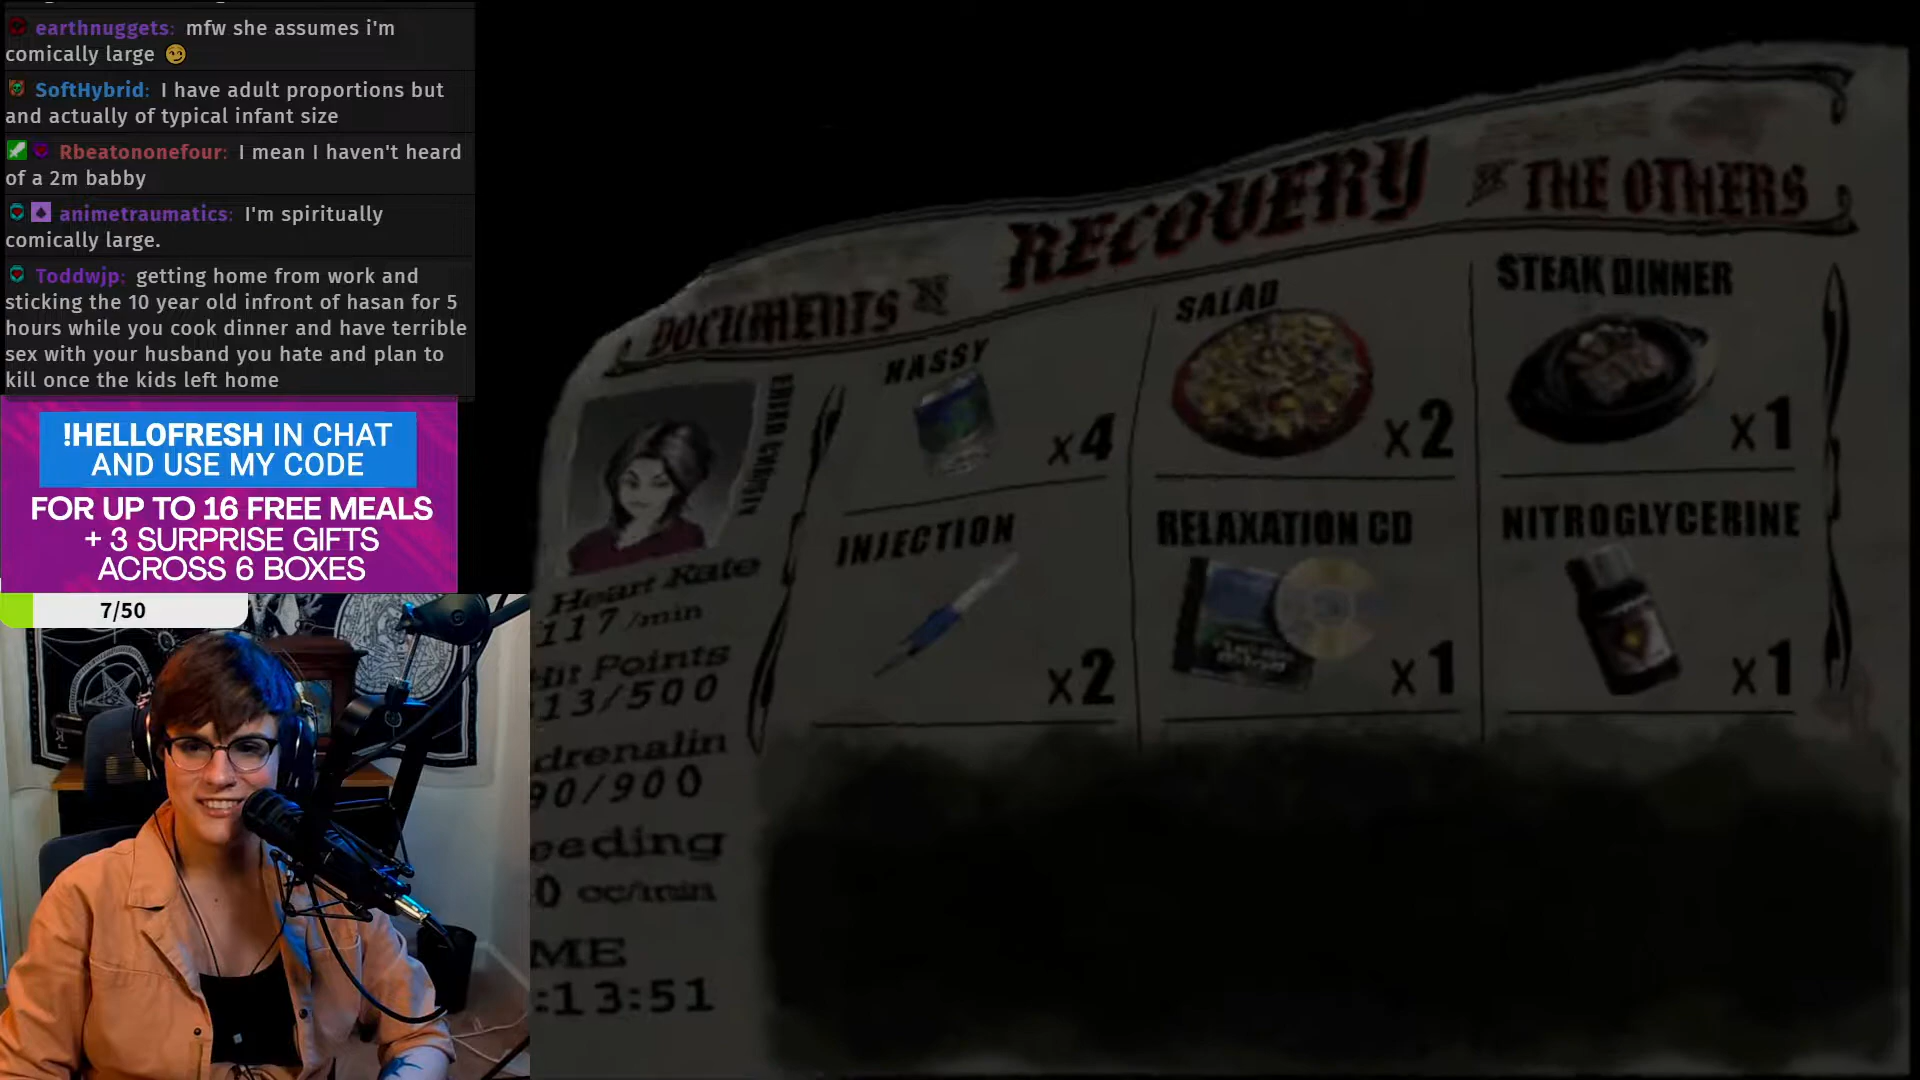 earthnuggets: mfw she assumes i'm
comically large
SoftHybrid: I have adult proportions but
and actually of typical infant size
Rbeatononefour: I mean I haven't heard
of a 2m babby
animetraumatics: I'm spiritually
comically large.
Toddwjp: getting home from work and
sticking the 10 year old infront of hasan for 5
hours while you cook dinner and have terrible
sex with your husband you hate and plan to
kill once the kids left home
!HELLOFRESH IN CHAT
AND USE MY CODE
FOR UP TO 16 FREE MEALS
+ 3 SURPRISE GIFTS
ACROSS 6 BOXES
7/50
DOCUMENTS
RECOVERY
THE OTHERS
HASSY
x4
SALAD
x2
STEAK DINNER
x1
INJECTION
x2
RELAXATION CD
x1
NITROGLYCERINE
x1
Heart Rate
117/min
Hit Points
13/500
drenalin
90/900
eeding
0 cc/min
ME
:13:51